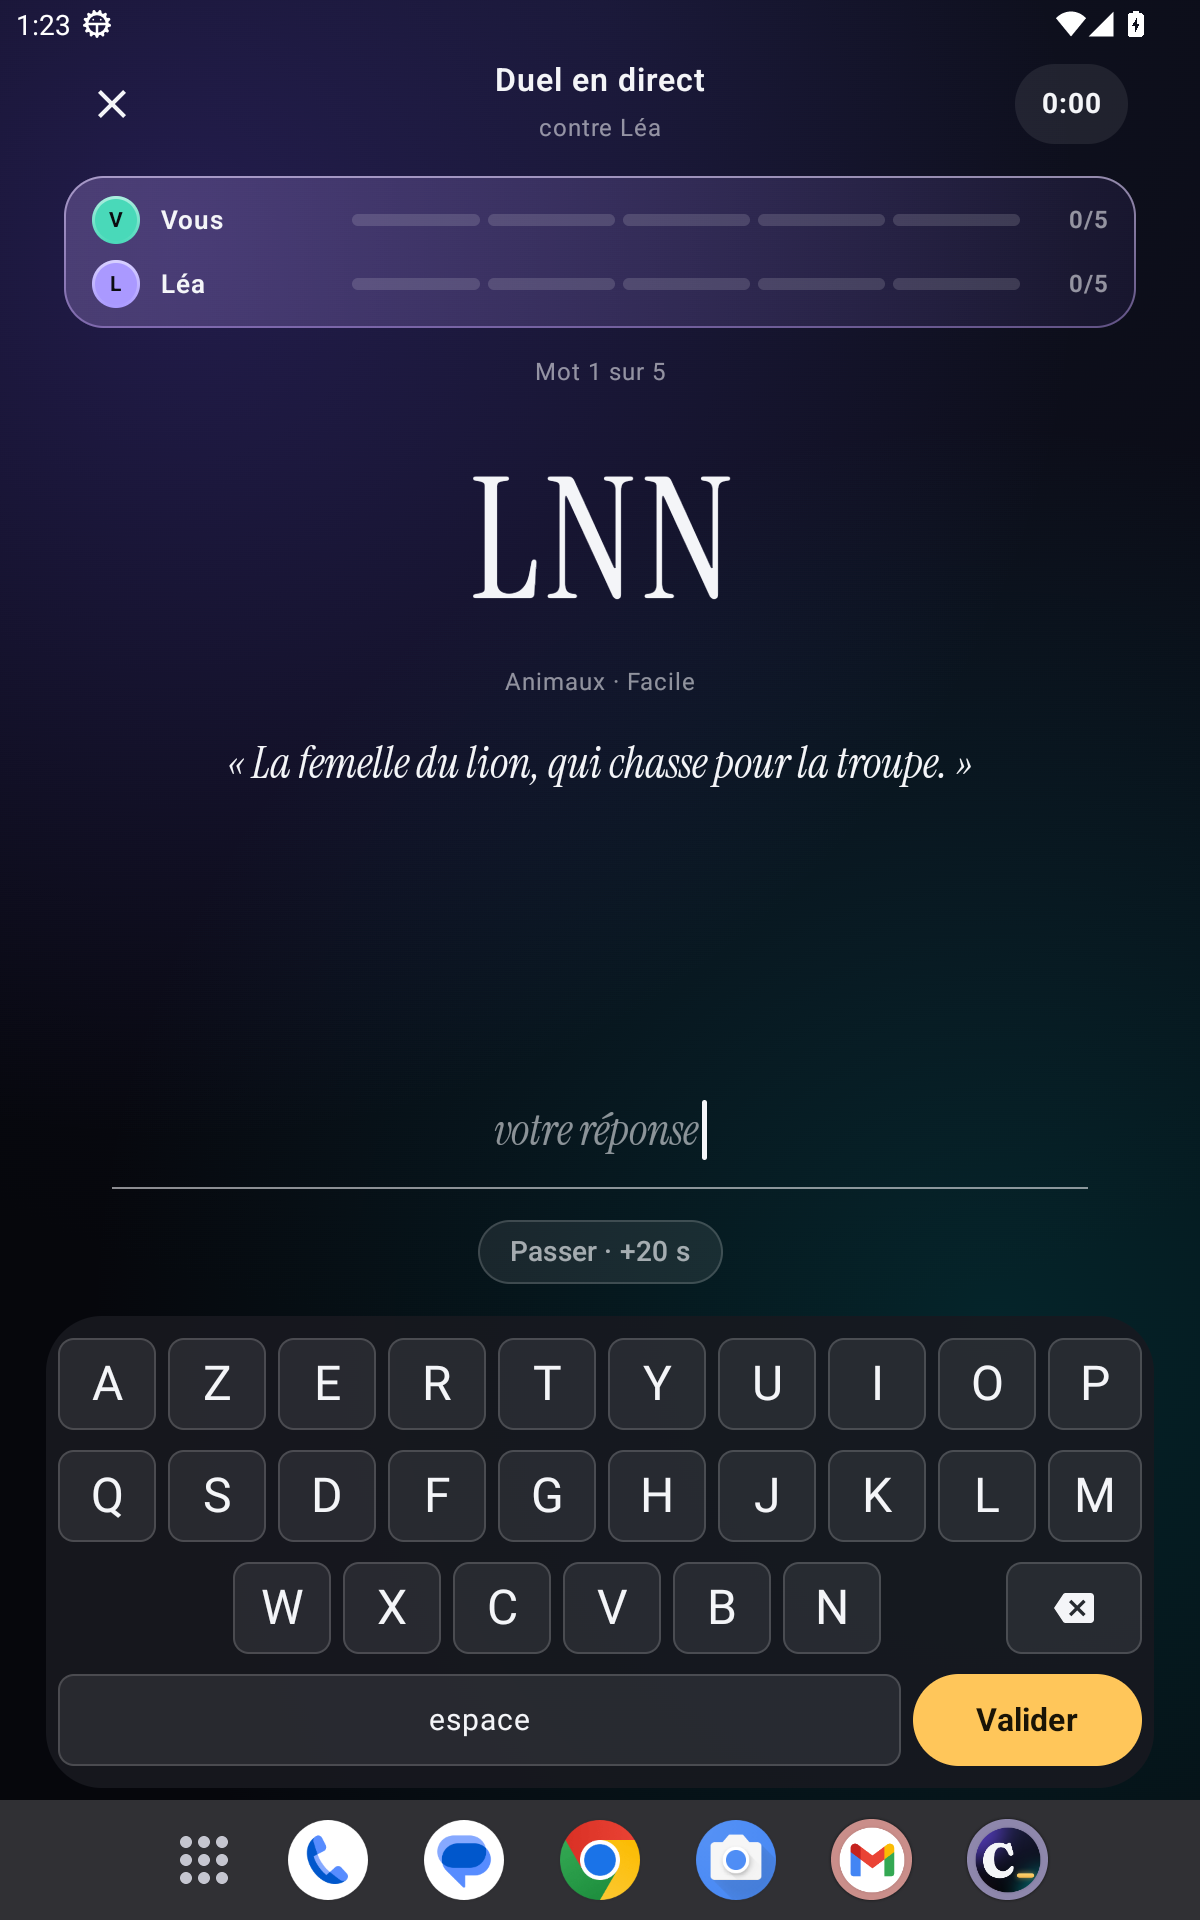 1:23
Duel en direct
contre Léa
0:00
V Vous 0/5
L Léa 0/5
Mot 1 sur 5
LNN
Animaux · Facile
« La femelle du lion, qui chasse pour la troupe. »
votre réponse
Passer · +20 s
A Z E R T Y U I O P
Q S D F G H J K L M
W X C V B N
espace Valider
C_